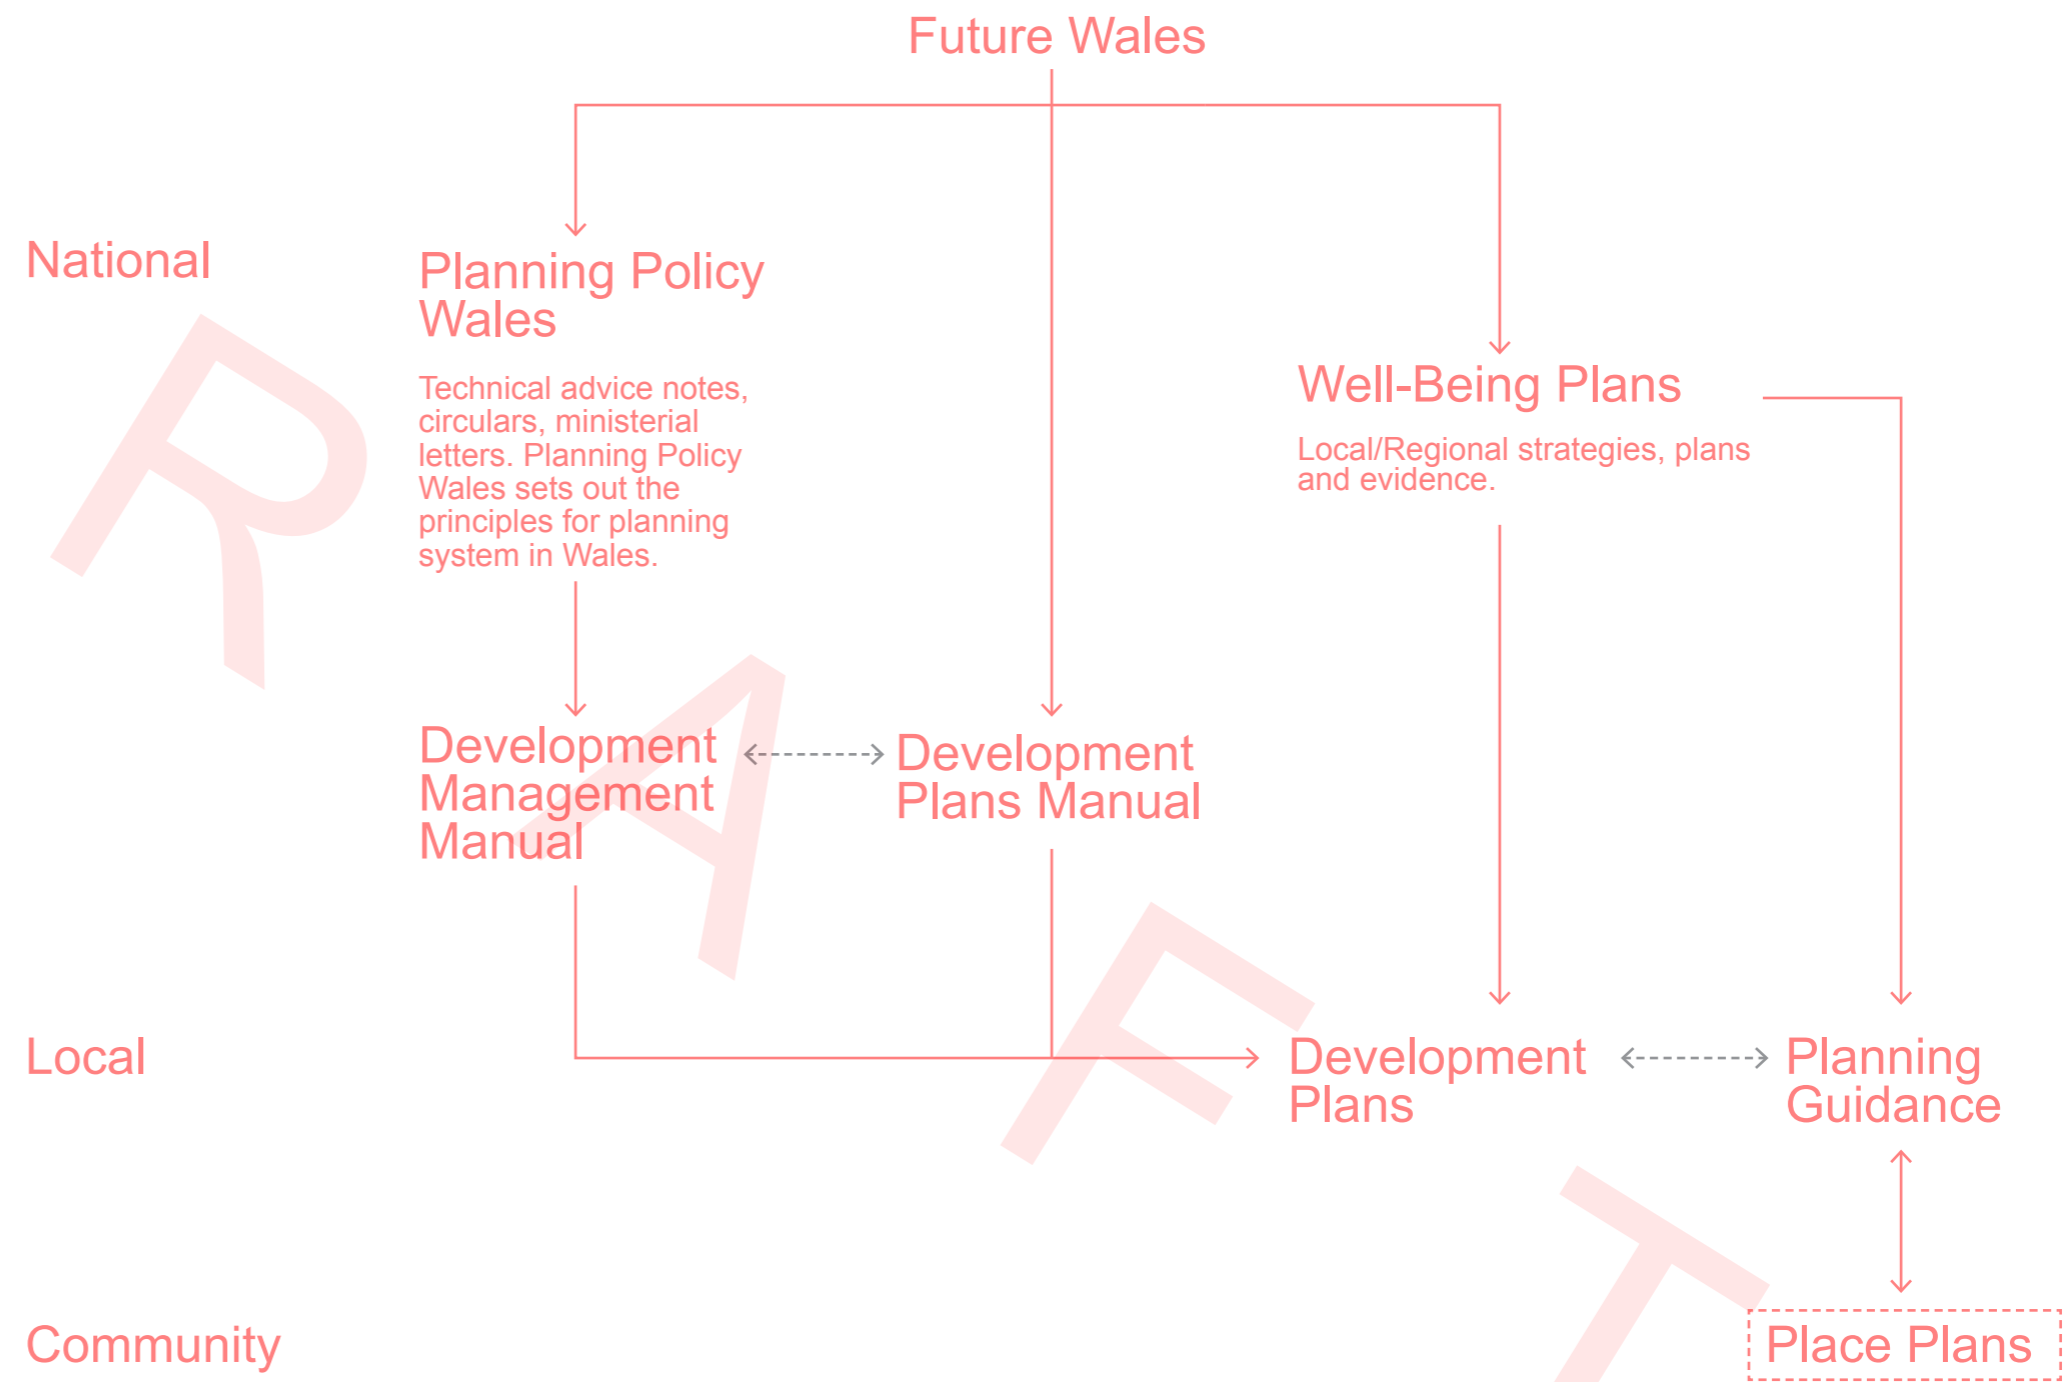 Future Wales
National
Planning Policy
Wales
Technical advice notes,
circulars, ministerial
letters. Planning Policy
Wales sets out the
principles for planning
system in Wales.
Well-Being Plans
Local/Regional strategies, plans
and evidence.
Development
Management
Manual
Development
Plans Manual
Local
Development
Plans
Planning
Guidance
Community
Place Plans
R A F T